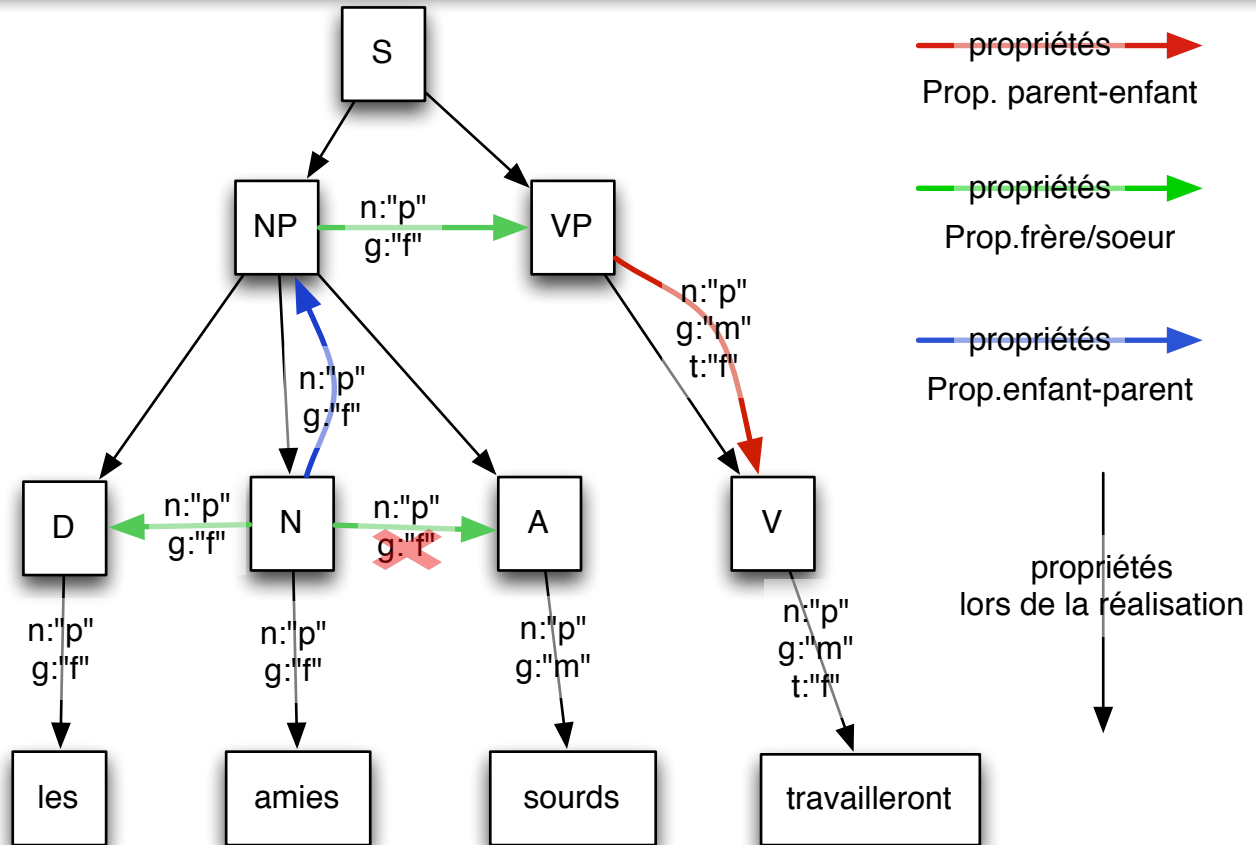 S
propriétés
Prop. parent-enfant
NP
n:"p"
g:"f"
VP
propriétés
Prop.frère/soeur
n:"p"
g:"m"
t:"f"
propriétés
Prop.enfant-parent
n:"p"
g:"f"
D
n:"p"
g:"f"
N
n:"p"
g:"f"
A
V
propriétés
lors de la réalisation
n:"p"
g:"f"
n:"p"
g:"f"
n:"p"
g:"m"
n:"p"
g:"m"
t:"f"
les
amies
sourds
travailleront